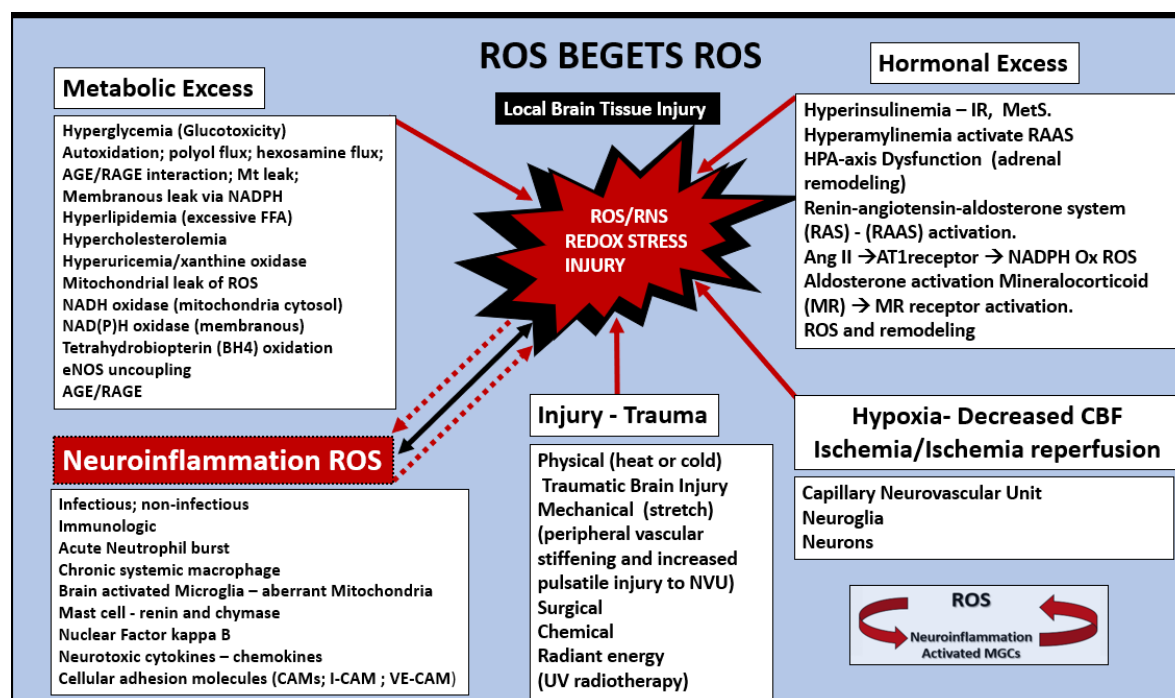 ROS BEGETS ROS
Local Brain Tissue Injury
ROS/RNS
REDOX STRESS
INJURY
Metabolic Excess
Hyperglycemia (Glucotoxicity)
Autoxidation; polyol flux; hexosamine flux;
AGE/RAGE interaction; Mt leak;
Membranous leak via NADPH
Hyperlipidemia (excessive FFA)
Hypercholesterolemia
Hyperuricemia/xanthine oxidase
Mitochondrial leak of ROS
NADH oxidase (mitochondria cytosol)
NAD(P)H oxidase (membranous)
Tetrahydrobiopterin (BH4) oxidation
eNOS uncoupling
AGE/RAGE
Hormonal Excess
Hyperinsulinemia – IR, MetS.
Hyperamylinemia activate RAAS
HPA-axis Dysfunction (adrenal
remodeling)
Renin-angiotensin-aldosterone system
(RAS) - (RAAS) activation.
Ang II →AT1receptor → NADPH Ox ROS
Aldosterone activation Mineralocorticoid
(MR) → MR receptor activation.
ROS and remodeling
Neuroinflammation ROS
Infectious; non-infectious
Immunologic
Acute Neutrophil burst
Chronic systemic macrophage
Brain activated Microglia – aberrant Mitochondria
Mast cell - renin and chymase
Nuclear Factor kappa B
Neurotoxic cytokines – chemokines
Cellular adhesion molecules (CAMs; I-CAM ; VE-CAM)
Injury - Trauma
Physical (heat or cold)
Traumatic Brain Injury
Mechanical (stretch)
(peripheral vascular
stiffening and increased
pulsatile injury to NVU)
Surgical
Chemical
Radiant energy
(UV radiotherapy)
Hypoxia- Decreased CBF
Ischemia/Ischemia reperfusion
Capillary Neurovascular Unit
Neuroglia
Neurons
ROS
Neuroinflammation
Activated MGCs